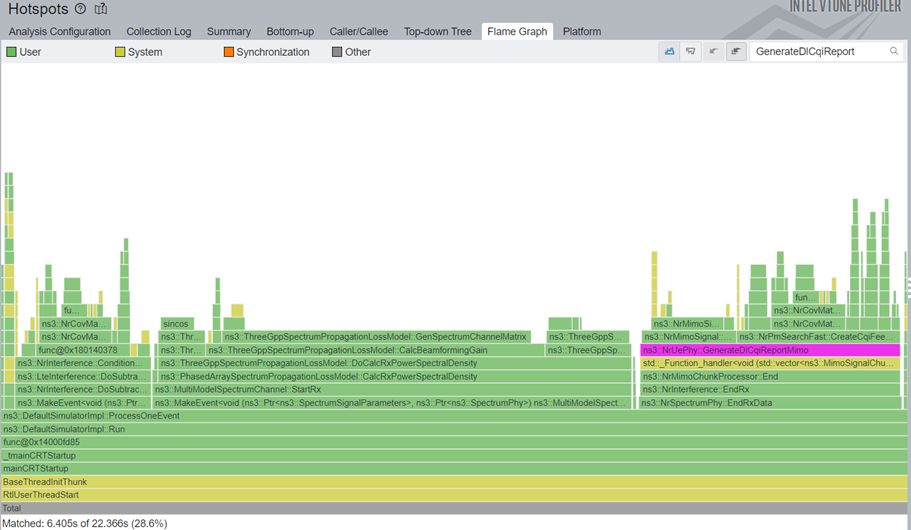 Hotspots
INTEL VTUNE PROFILER
Analysis Configuration Collection Log Summary Bottom-up Caller/Callee Top-down Tree Flame Graph Platform
User System Synchronization Other GenerateDlCqiReport
fu... fun...
ns3::NrCovMat...
ns3::NrCovMa... sincos ns3::NrMimoSi... ns3::NrCovMat...
ns3::NrCovMa... ns3::Thr... ns3::ThreeGppSpectrumPropagationLossModel::GenSpectrumChannelMatrix ns3::ThreeGppS... ns3::NrMimoSignal... ns3::NrPmSearchFast::CreateCqiFee...
func@0x180140378 ns3::Thr... ns3::ThreeGppSpectrumPropagationLossModel::CalcBeamformingGain ns3::ThreeGppSp... ns3::NrUePhy::GenerateDlCqiReportMimo
ns3::NrInterference::Condition... ns3::ThreeGppSpectrumPropagationLossModel::DoCalcRxPowerSpectralDensity std::_Function_handler<void (std::vector<ns3::MimoSignalChu...
ns3::LteInterference::DoSubtra... ns3::PhasedArraySpectrumPropagationLossModel::CalcRxPowerSpectralDensity ns3::NrMimoChunkProcessor::End
ns3::NrInterference::DoSubtrac... ns3::MultiModelSpectrumChannel::StartRx ns3::NrInterference::EndRx
ns3::MakeEvent<void (ns3::Ptr... ns3::MakeEvent<void (ns3::Ptr<ns3::SpectrumSignalParameters>, ns3::Ptr<ns3::SpectrumPhy>) ns3::MultiModelSpect... ns3::NrSpectrumPhy::EndRxData
ns3::DefaultSimulatorImpl::ProcessOneEvent
ns3::DefaultSimulatorImpl::Run
func@0x14000fd85
_tmainCRTStartup
mainCRTStartup
BaseThreadInitThunk
RtlUserThreadStart
Total
Matched: 6.405s of 22.366s (28.6%)